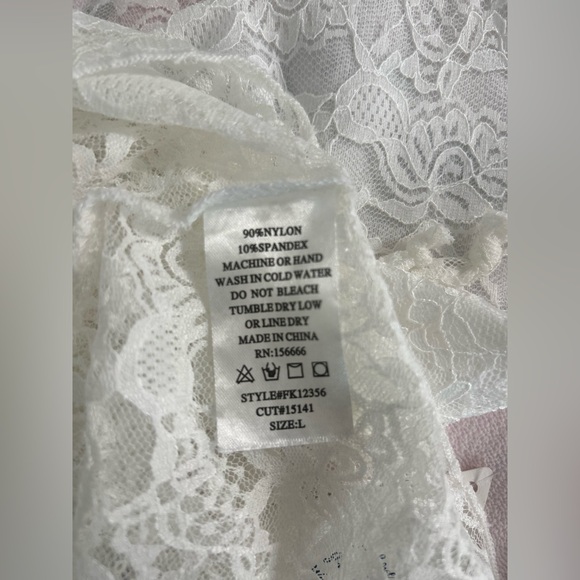 90%NYLON
10%SPANDEX
MACHINE OR HAND
WASH IN COLD WATER
DO NOT BLEACH
TUMBLE DRY LOW
OR LINE DRY
MADE IN CHINA
RN:156666
STYLE#FK12356
CUT#15141
SIZE:L